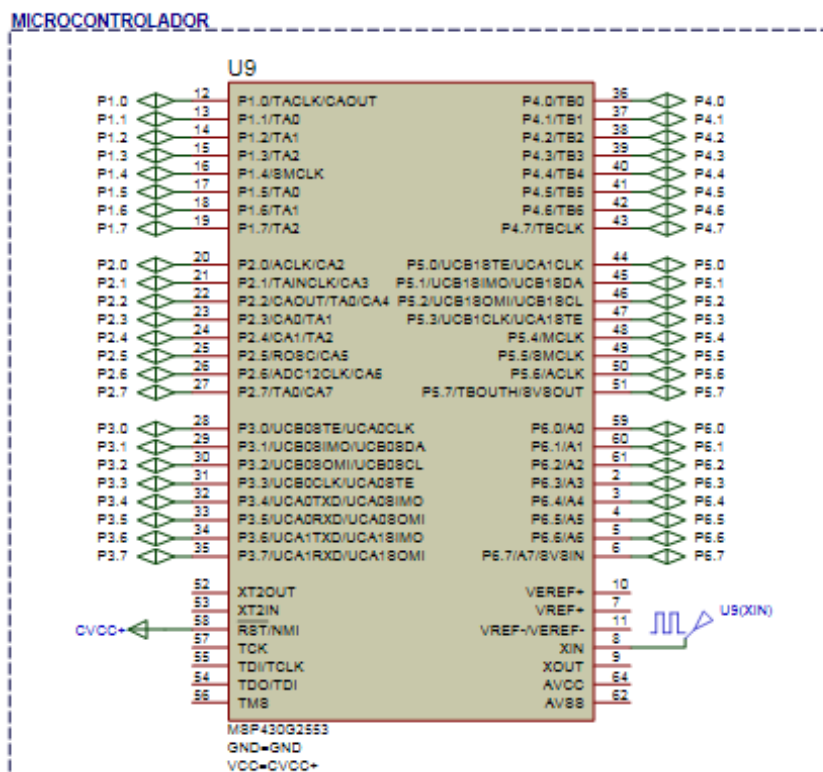 MICROCONTROLADOR
U9
P1.0 12 P1.0/TACLK/CAOUT P4.0/TB0 36 P4.0
P1.1 13 P1.1/TA0 P4.1/TB1 37 P4.1
P1.2 14 P1.2/TA1 P4.2/TB2 38 P4.2
P1.3 15 P1.3/TA2 P4.3/TB3 39 P4.3
P1.4 16 P1.4/SMCLK P4.4/TB4 40 P4.4
P1.5 17 P1.5/TA0 P4.5/TB5 41 P4.5
P1.6 18 P1.6/TA1 P4.6/TB6 42 P4.6
P1.7 19 P1.7/TA2 P4.7/TBCLK 43 P4.7
P2.0 20 P2.0/ACLK/CA2 P5.0/UCB1STE/UCA1CLK 44 P5.0
P2.1 21 P2.1/TAINCLK/CA3 P5.1/UCB1SIMO/UCB1SDA 45 P5.1
P2.2 22 P2.2/CAOUT/TA0/CA4 P5.2/UCB1SOMI/UCB1SCL 46 P5.2
P2.3 23 P2.3/CA0/TA1 P5.3/UCB1CLK/UCA1STE 47 P5.3
P2.4 24 P2.4/CA1/TA2 P5.4/MCLK 48 P5.4
P2.5 25 P2.5/ROSC/CA5 P5.5/SMCLK 49 P5.5
P2.6 26 P2.6/ADC12CLK/CA6 P5.6/ACLK 50 P5.6
P2.7 27 P2.7/TA0/CA7 P5.7/TBOUTH/SVSOUT 51 P5.7
P3.0 28 P3.0/UCB0STE/UCA0CLK P6.0/A0 59 P6.0
P3.1 29 P3.1/UCB0SIMO/UCB0SDA P6.1/A1 60 P6.1
P3.2 30 P3.2/UCB0SOMI/UCB0SCL P6.2/A2 61 P6.2
P3.3 31 P3.3/UCB0CLK/UCA0STE P6.3/A3 2 P6.3
P3.4 32 P3.4/UCA0TXD/UCA0SIMO P6.4/A4 3 P6.4
P3.5 33 P3.5/UCA0RXD/UCA0SOMI P6.5/A5 4 P6.5
P3.6 34 P3.6/UCA1TXD/UCA1SIMO P6.6/A6 5 P6.6
P3.7 35 P3.7/UCA1RXD/UCA1SOMI P6.7/A7/SVSIN 6 P6.7
52 XT2OUT VEREF+ 10
53 XT2IN VREF+ 7
CVCC+ 58 RST/NMI VREF-/VEREF- 11 U9(XIN)
57 TCK XIN 8
55 TDI/TCLK XOUT 9
54 TDO/TDI AVCC 64
56 TMS AVSS 62
MSP430G2553
GND=GND
VCC=CVCC+